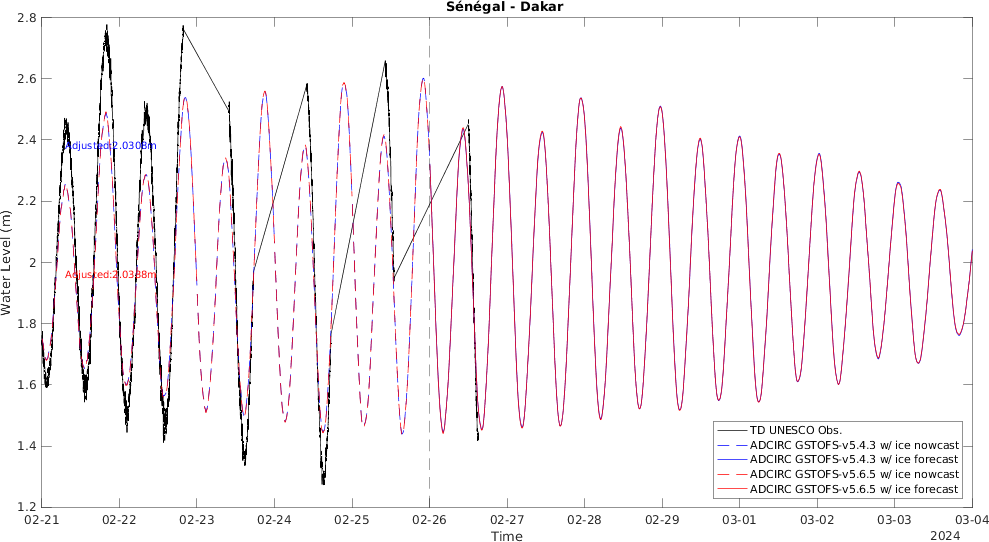 Sénégal - Dakar
2.8
2.6
2.4
2.2
2
1.8
1.6
1.4
1.2
Water Level (m)
Adjusted:2.0308m
Adjusted:2.0388m
TD UNESCO Obs.
ADCIRC GSTOFS-v5.4.3 w/ ice nowcast
ADCIRC GSTOFS-v5.4.3 w/ ice forecast
ADCIRC GSTOFS-v5.6.5 w/ ice nowcast
ADCIRC GSTOFS-v5.6.5 w/ ice forecast
02-21 02-22 02-23 02-24 02-25 02-26 02-27 02-28 02-29 03-01 03-02 03-03 03-04
Time
2024